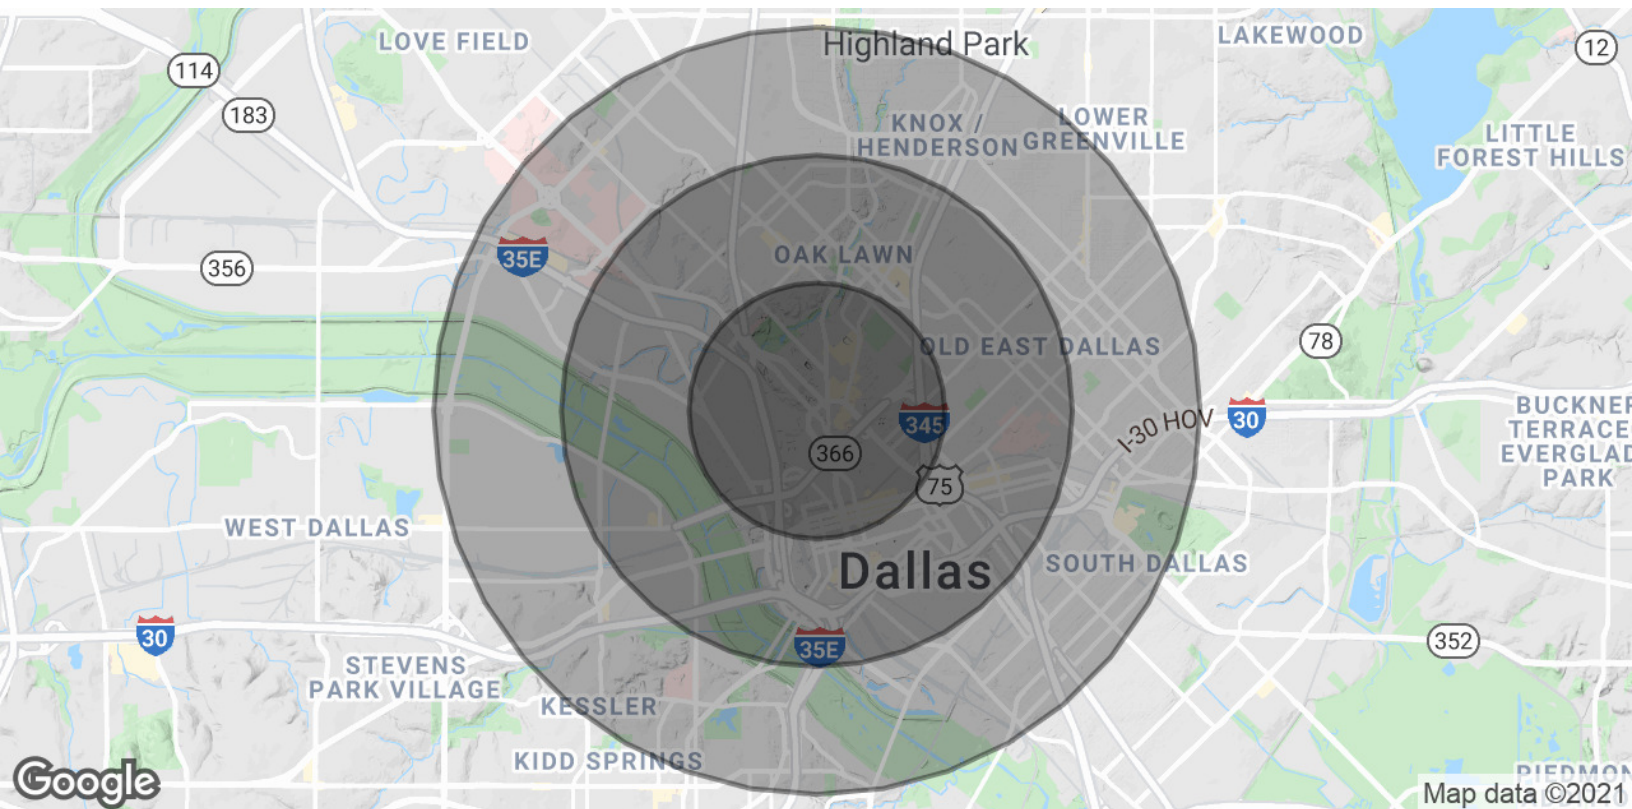 Highland Park
LOVE FIELD
LAKEWOOD
12
114
183
KNOX /
HENDERSON
LOWER
GREENVILLE
LITTLE
FOREST HILLS
OAK LAWN
35E
356
OLD EAST DALLAS
78
345
I-30 HOV
30
366
75
BUCKNER
TERRACE
EVERGLAD
PARK
WEST DALLAS
Dallas
SOUTH DALLAS
30
35E
352
STEVENS
PARK VILLAGE
KESSLER
KIDD SPRINGS
PIEDMON
Google
Map data ©2021